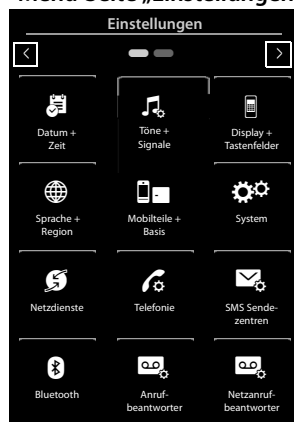 Menü-Seite „Einstellungen
Einstellungen
Datum +
Zeit
Töne +
Signale
Display +
Tastenfelder
Sprache +
Region
Mobilteile +
Basis
System
Netzdienste
Telefonie
SMS Sende-
zentren
Bluetooth
Anruf-
beantworter
Netzanruf-
beantworter